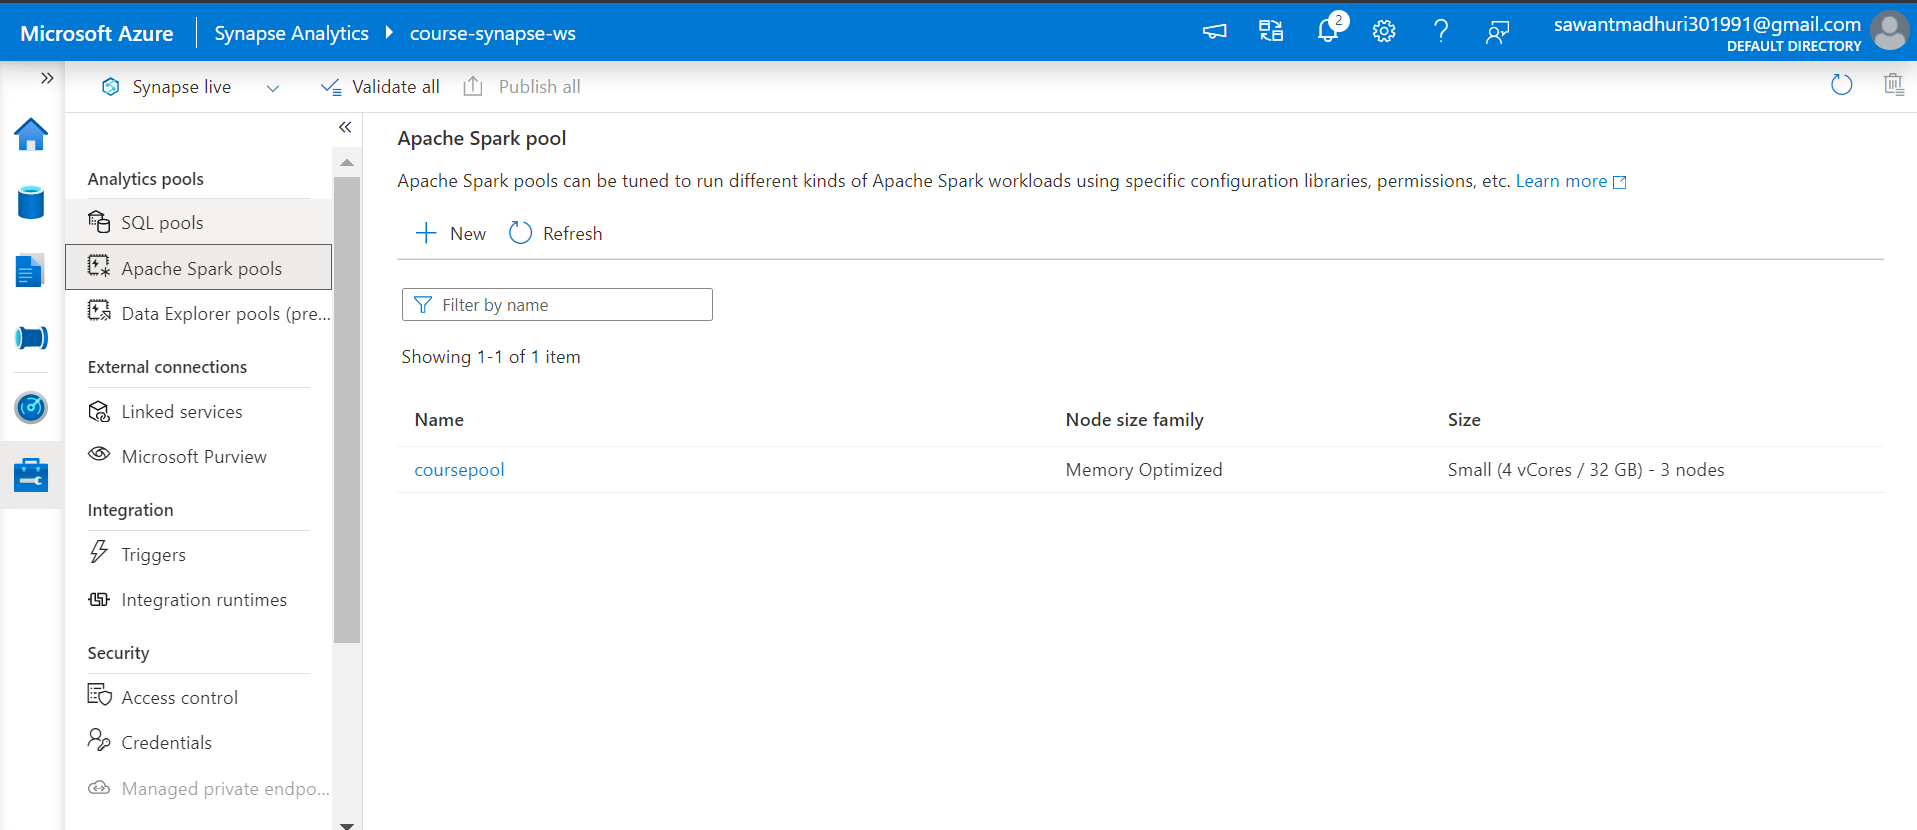 Microsoft Azure
Synapse Analytics
course-synapse-ws
2
sawantmadhuri301991@gmail.com
DEFAULT DIRECTORY
Synapse live
Validate all
Publish all
Analytics pools
SQL pools
Apache Spark pools
Data Explorer pools (pre...
External connections
Linked services
Microsoft Purview
Integration
Triggers
Integration runtimes
Security
Access control
Credentials
Managed private endpo...
Apache Spark pool
Apache Spark pools can be tuned to run different kinds of Apache Spark workloads using specific configuration libraries, permissions, etc. Learn more
New
Refresh
Filter by name
Showing 1-1 of 1 item
Name Node size family Size
coursepool Memory Optimized Small (4 vCores / 32 GB) - 3 nodes